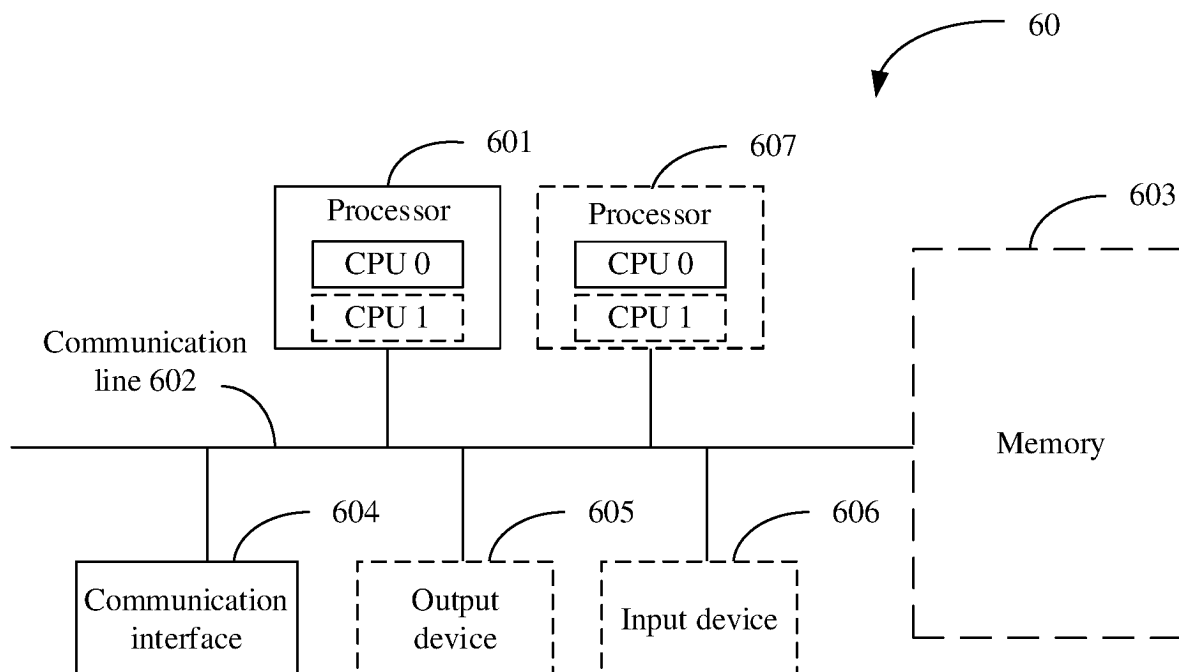 60
601
607
603
Processor
Processor
CPU 0
CPU 0
CPU 1
CPU 1
Communication
line 602
Memory
604
605
606
Communication
interface
Output
device
Input device